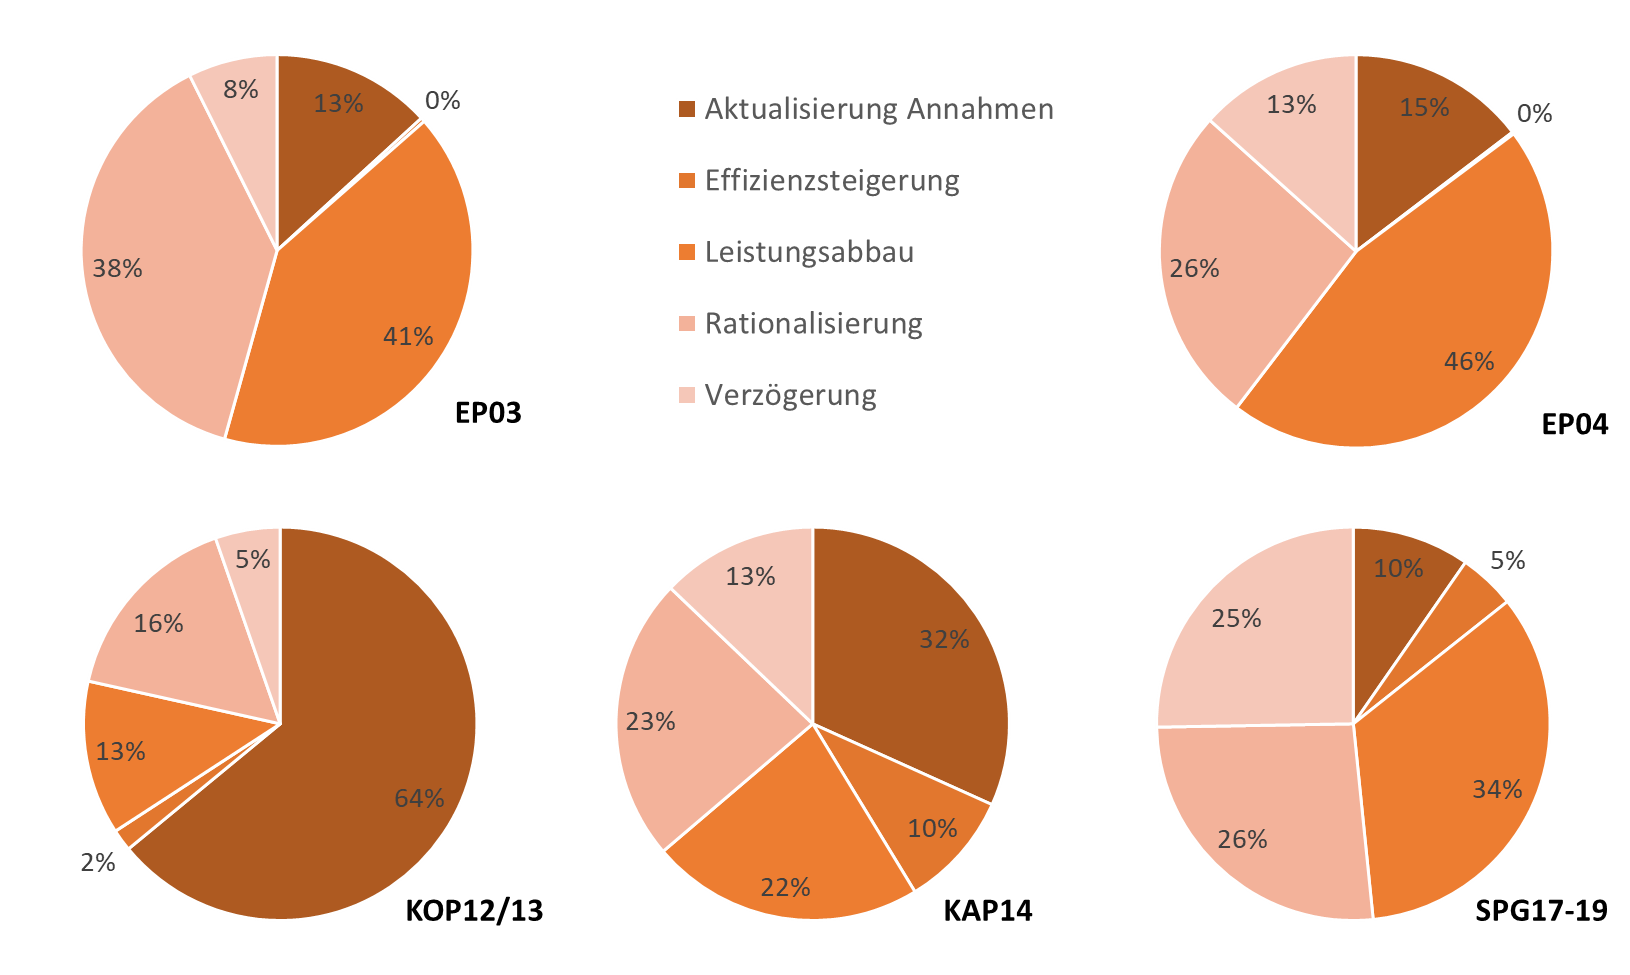 8%
13%
0%
38%
41%
EP03
Aktualisierung Annahmen
Effizienzsteigerung
Leistungsabbau
Rationalisierung
Verzögerung
13%
15%
0%
26%
46%
EP04
5%
16%
13%
64%
2%
KOP12/13
13%
32%
23%
10%
22%
KAP14
10%
5%
25%
34%
26%
SPG17-19